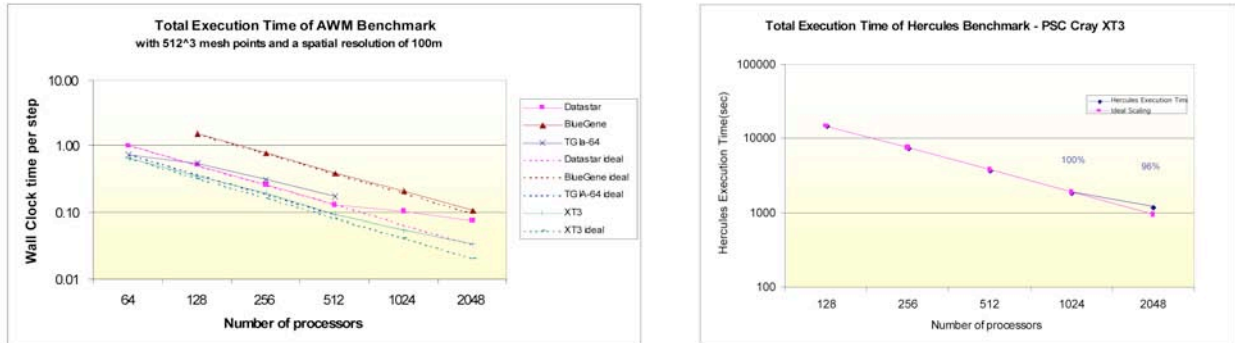 Total Execution Time of AWM Benchmark
with 512^3 mesh points and a spatial resolution of 100m
Wall Clock time per step
10.00
1.00
0.10
0.01
64
128
256
512
1024
2048
Number of processors
Datastar
BlueGene
TGIa-64
Datastar ideal
BlueGene ideal
TGIA-64 ideal
XT3
XT3 ideal
Total Execution Time of Hercules Benchmark - PSC Cray XT3
Hercules Execution Time(sec)
100000
10000
1000
100
Hercules Execution Time
Ideal Scaling
100%
96%
128
256
512
1024
2048
Number of processors